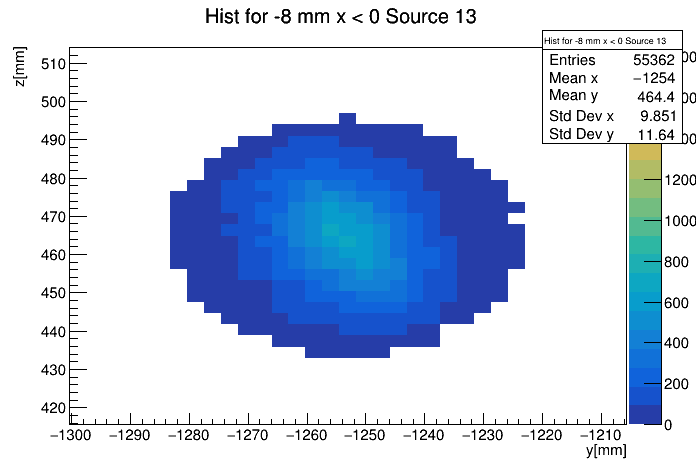 Hist for -8 mm x < 0 Source 13
Hist for -8 mm x < 0 Source 13
Entries 55362
Mean x −1254
Mean y 464.4
Std Dev x 9.851
Std Dev y 11.64
z[mm]
510
500
490
480
470
460
450
440
430
420
1200
1000
800
600
400
200
0
−1300 −1290 −1280 −1270 −1260 −1250 −1240 −1230 −1220 −1210
y[mm]